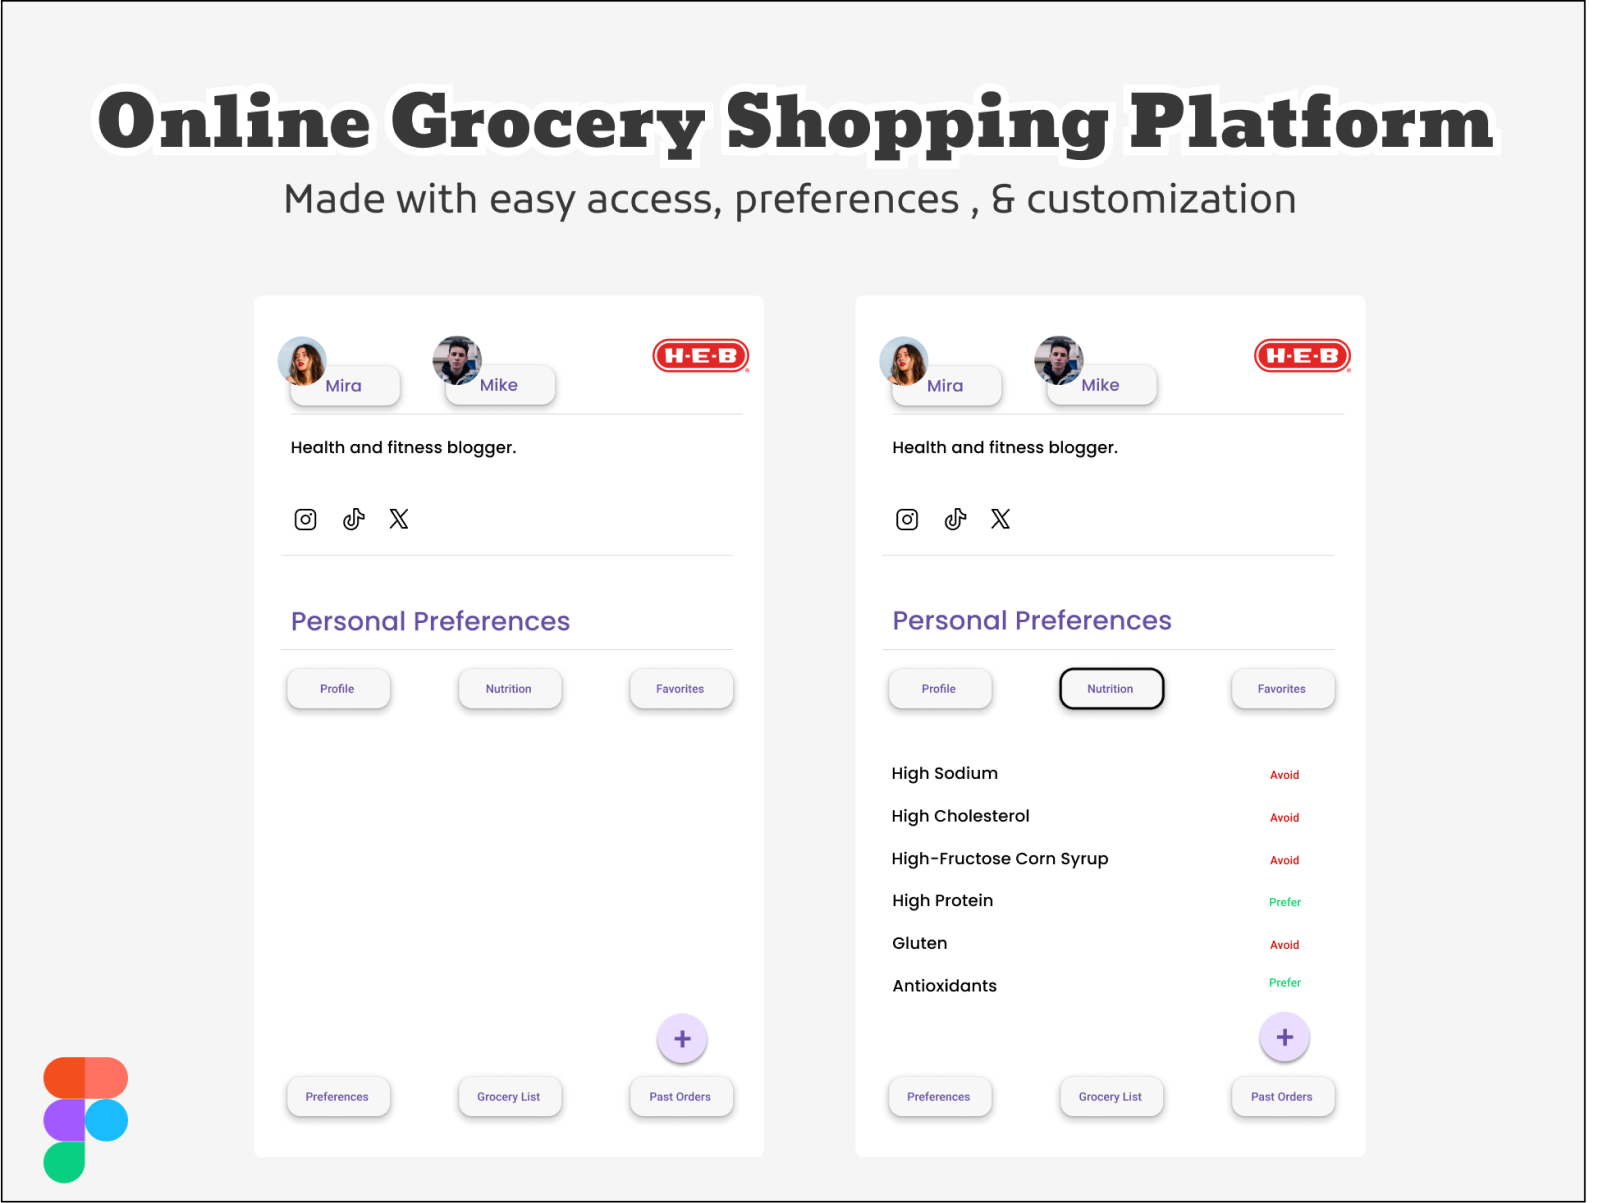 Online Grocery Shopping Platform
Made with easy access, preferences , & customization
Mira
Mike
H-E-B
Health and fitness blogger.
Personal Preferences
Profile
Nutrition
Favorites
+
Preferences
Grocery List
Past Orders
Mira
Mike
H-E-B
Health and fitness blogger.
Personal Preferences
Profile
Nutrition
Favorites
High Sodium Avoid
High Cholesterol Avoid
High-Fructose Corn Syrup Avoid
High Protein Prefer
Gluten Avoid
Antioxidants Prefer
+
Preferences
Grocery List
Past Orders